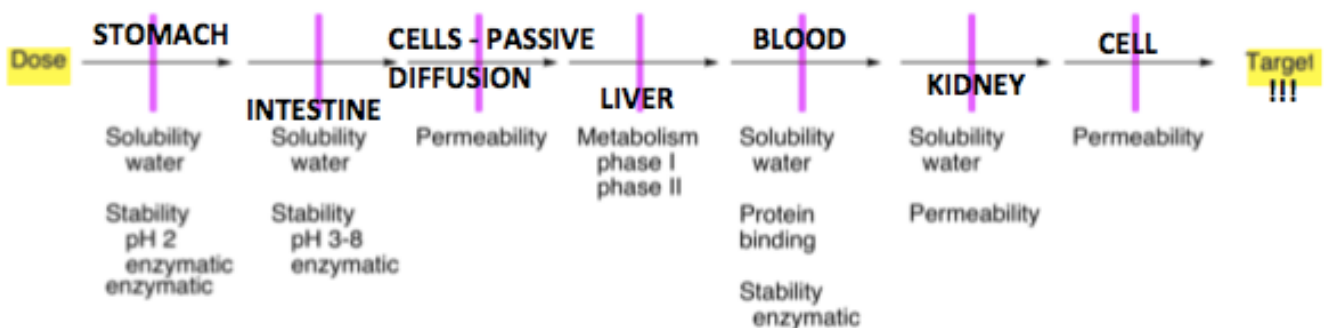 Dose
STOMACH
INTESTINE
CELLS - PASSIVE
DIFFUSION
LIVER
BLOOD
KIDNEY
CELL
Target
!!!
Solubility
water
Stability
pH 2
enzymatic
enzymatic
Solubility
water
Stability
pH 3-8
enzymatic
Permeability
Metabolism
phase I
phase II
Solubility
water
Protein
binding
Stability
enzymatic
Solubility
water
Permeability
Permeability